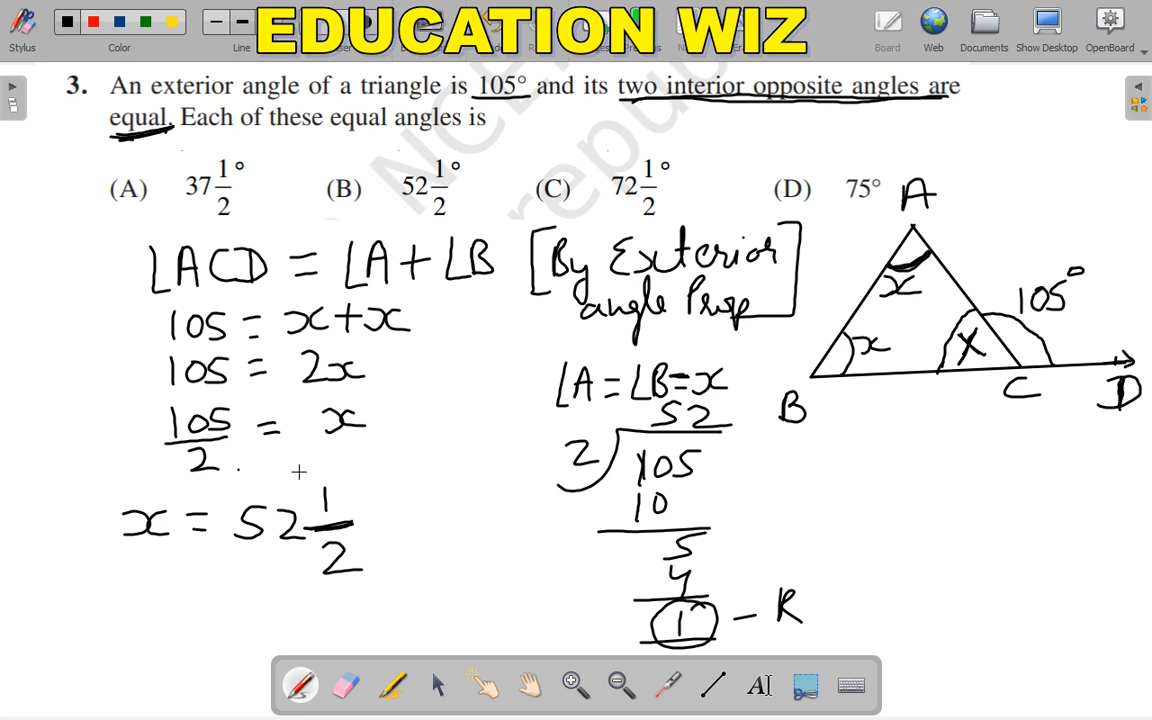 EDUCATION WIZ
Stylus Color Line Board Web Documents Show Desktop OpenBoard
3. An exterior angle of a triangle is 105° and its two interior opposite angles are
equal. Each of these equal angles is
(A) 37 1/2° (B) 52 1/2° (C) 72 1/2° (D) 75°
∠ACD = ∠A + ∠B [By Exterior
angle Prop]
105 = x + x
105 = 2x
105/2 = x
x = 52 1/2
∠A = ∠B = x
52
2 105
10
5
4
1 - R
A
x
105°
x
x
B
C
D